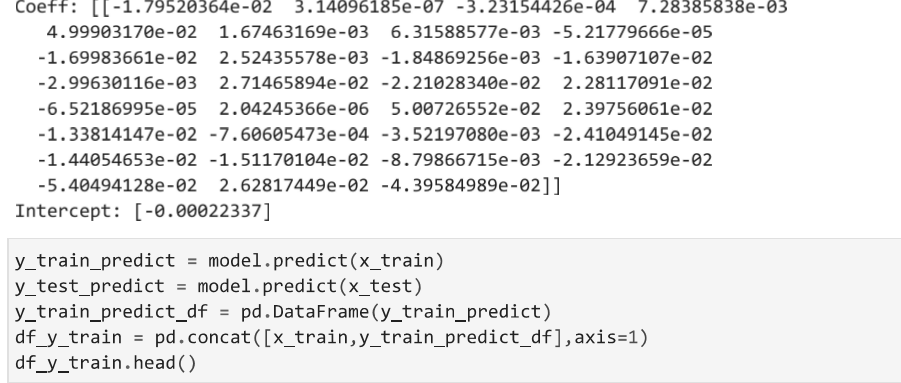 Coeff: [[-1.79520364e-02  3.14096185e-07 -3.23154426e-04  7.28385838e-03
   4.99903170e-02  1.67463169e-03  6.31588577e-03 -5.21779666e-05
  -1.69983661e-02  2.52435578e-03 -1.84869256e-03 -1.63907107e-02
  -2.99630116e-03  2.71465894e-02 -2.21028340e-02  2.28117091e-02
  -6.52186995e-05  2.04245366e-06  5.00726552e-02  2.39756061e-02
  -1.33814147e-02 -7.60605473e-04 -3.52197080e-03 -2.41049145e-02
  -1.44054653e-02 -1.51170104e-02 -8.79866715e-03 -2.12923659e-02
  -5.40494128e-02  2.62817449e-02 -4.39584989e-02]]
Intercept: [-0.00022337]
y_train_predict = model.predict(x_train)
y_test_predict = model.predict(x_test)
y_train_predict_df = pd.DataFrame(y_train_predict)
df_y_train = pd.concat([x_train,y_train_predict_df],axis=1)
df_y_train.head()